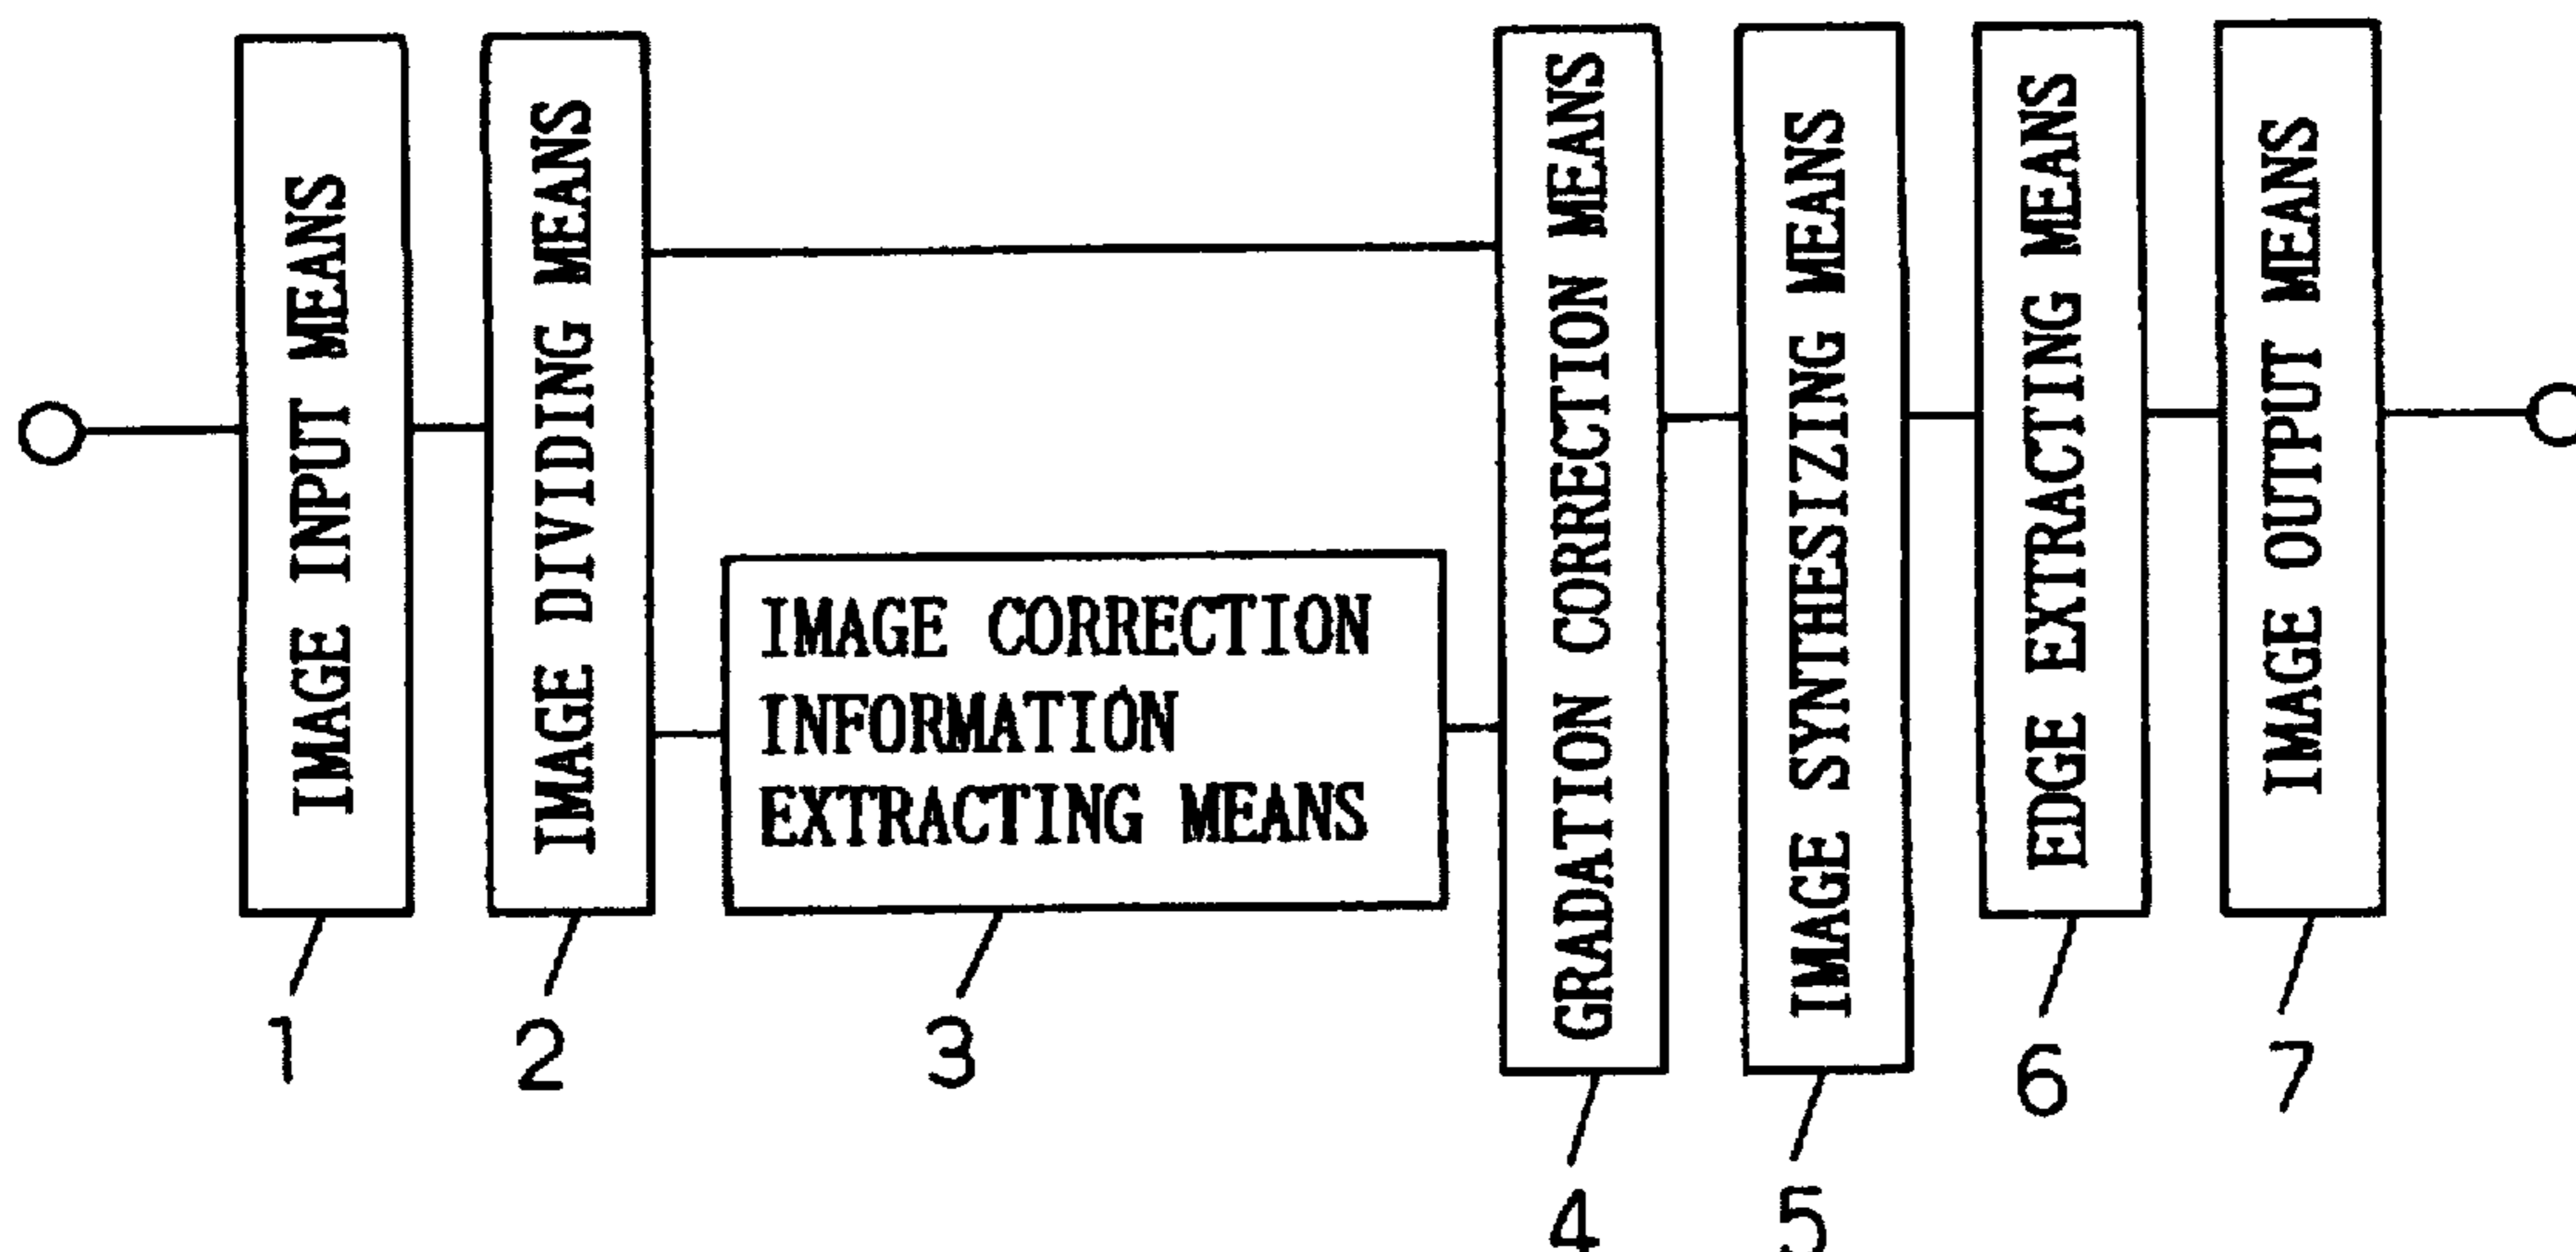 IMAGE INPUT MEANS
IMAGE DIVIDING MEANS
IMAGE CORRECTION
INFORMATION
EXTRACTING MEANS
GRADATION CORRECTION MEANS
IMAGE SYNTHESIZING MEANS
EDGE EXTRACTING MEANS
IMAGE OUTPUT MEANS
1
2
3
4
5
6
7